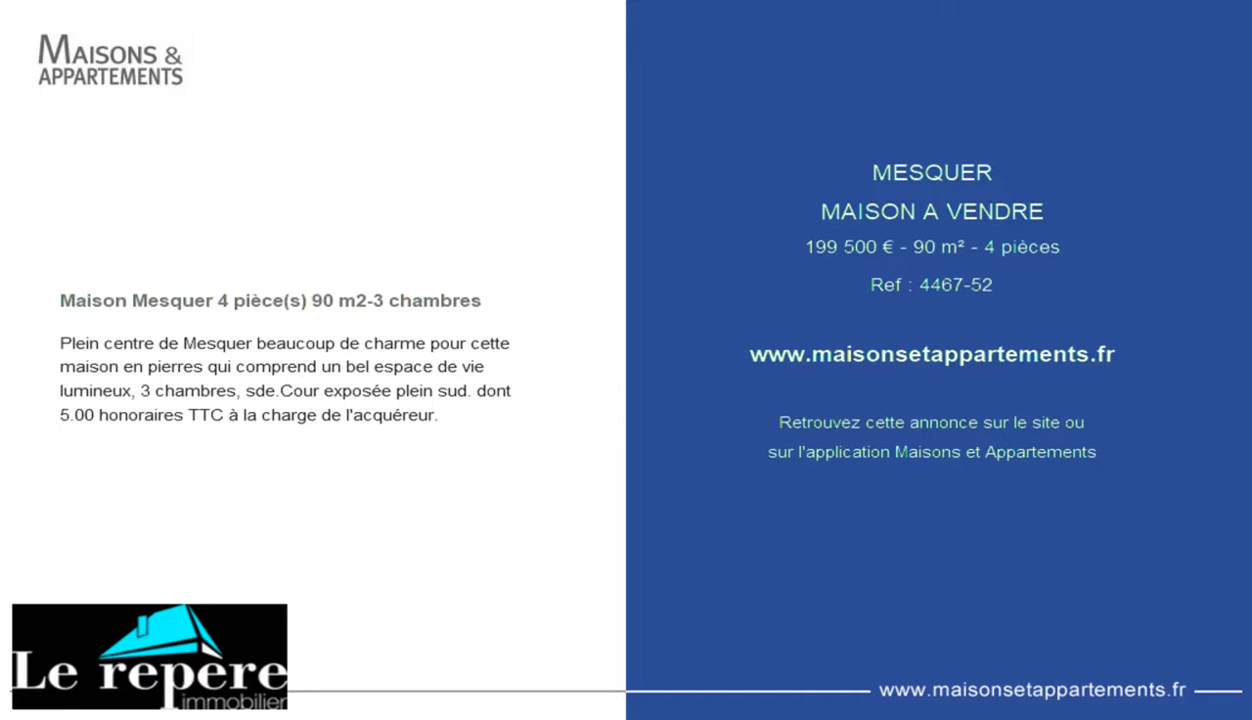 MAISONS &
APPARTEMENTS
Maison Mesquer 4 pièce(s) 90 m2-3 chambres
Plein centre de Mesquer beaucoup de charme pour cette
maison en pierres qui comprend un bel espace de vie
lumineux, 3 chambres, sde.Cour exposée plein sud. dont
5.00 honoraires TTC à la charge de l'acquéreur.
Le repère
immobilier
MESQUER
MAISON A VENDRE
199 500 € - 90 m² - 4 pièces
Ref : 4467-52
www.maisonsetappartements.fr
Retrouvez cette annonce sur le site ou
sur l'application Maisons et Appartements
www.maisonsetappartements.fr